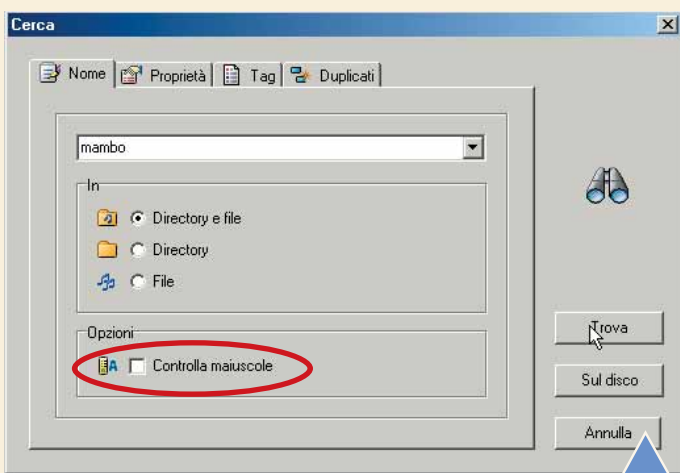 Cerca
Nome Proprietà Tag Duplicati
mambo
In
Directory e file
Directory
File
Opzioni
A Controlla maiuscole
Trova
Sul disco
Annulla